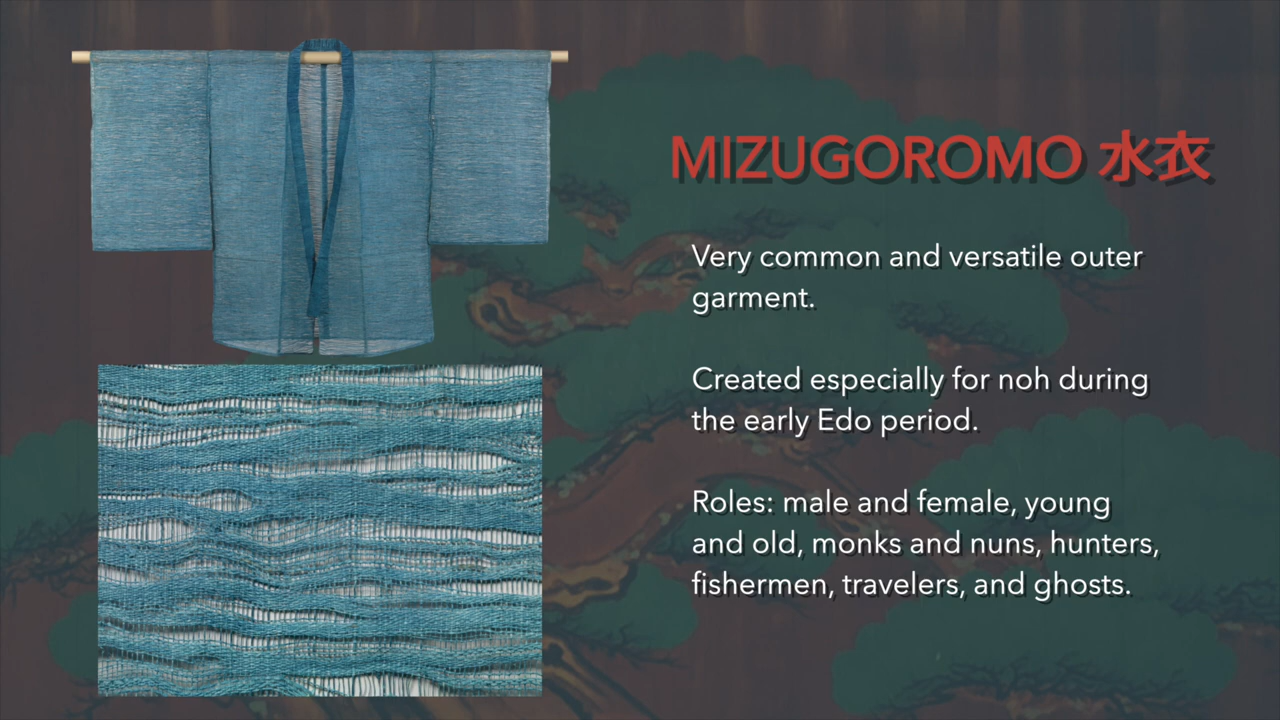 MIZUGOROMO 水衣
Very common and versatile outer
garment.
Created especially for noh during
the early Edo period.
Roles: male and female, young
and old, monks and nuns, hunters,
fishermen, travelers, and ghosts.